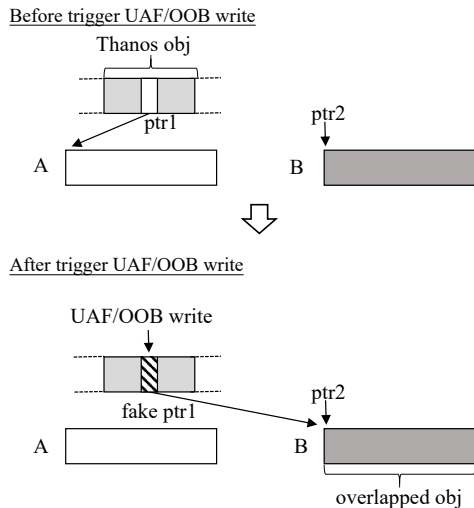 Before trigger UAF/OOB write
Thanos obj
ptr1
ptr2
A
B
After trigger UAF/OOB write
UAF/OOB write
fake ptr1
ptr2
A
B
overlapped obj